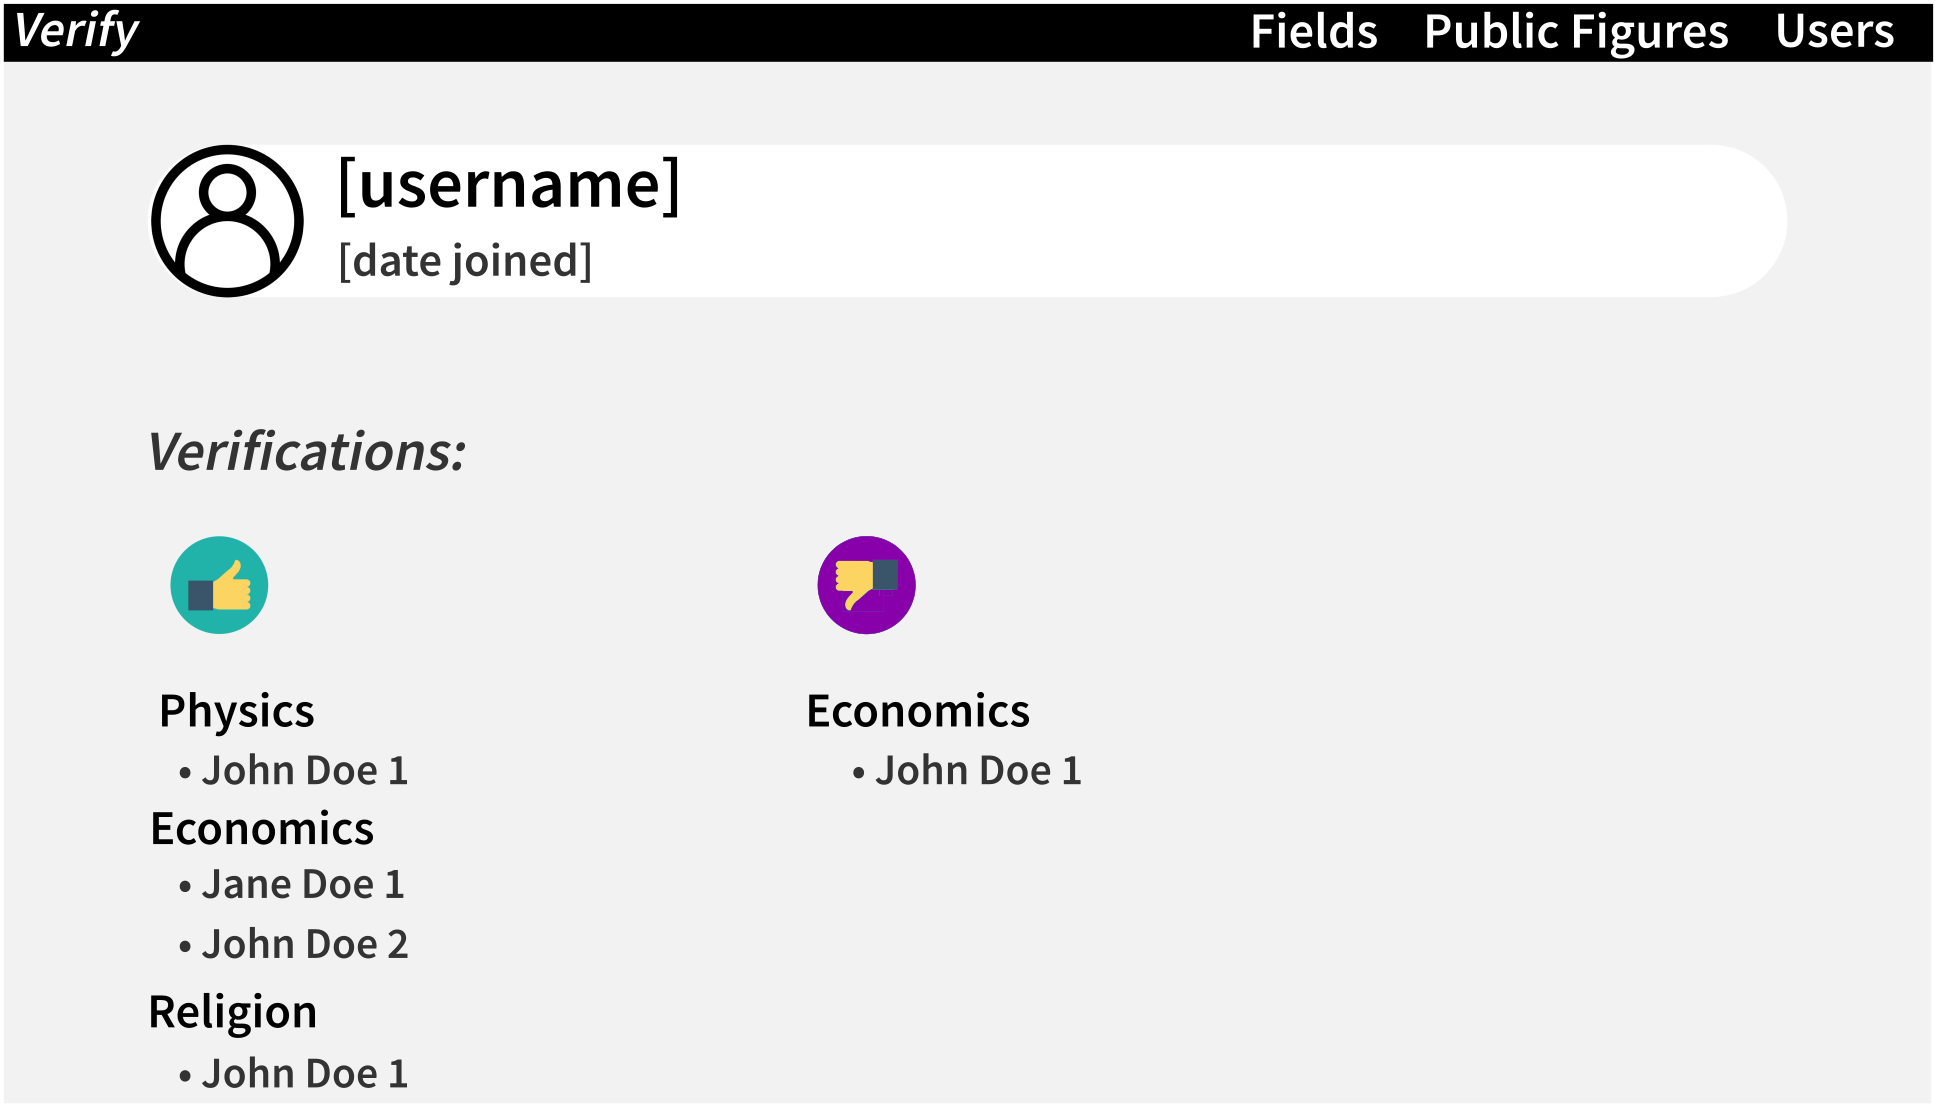 Verify
Fields Public Figures Users
[username]
[date joined]
Verifications:
Physics
• John Doe 1
Economics
• Jane Doe 1
• John Doe 2
Religion
• John Doe 1
Economics
• John Doe 1